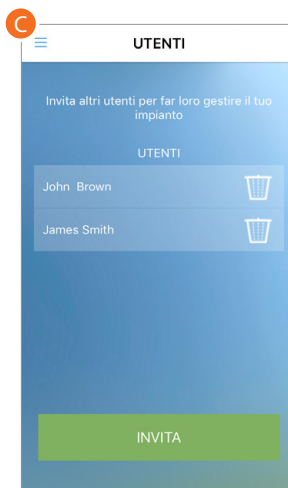 C
UTENTI
Invita altri utenti per far loro gestire il tuo
impianto
UTENTI
John Brown
James Smith
INVITA